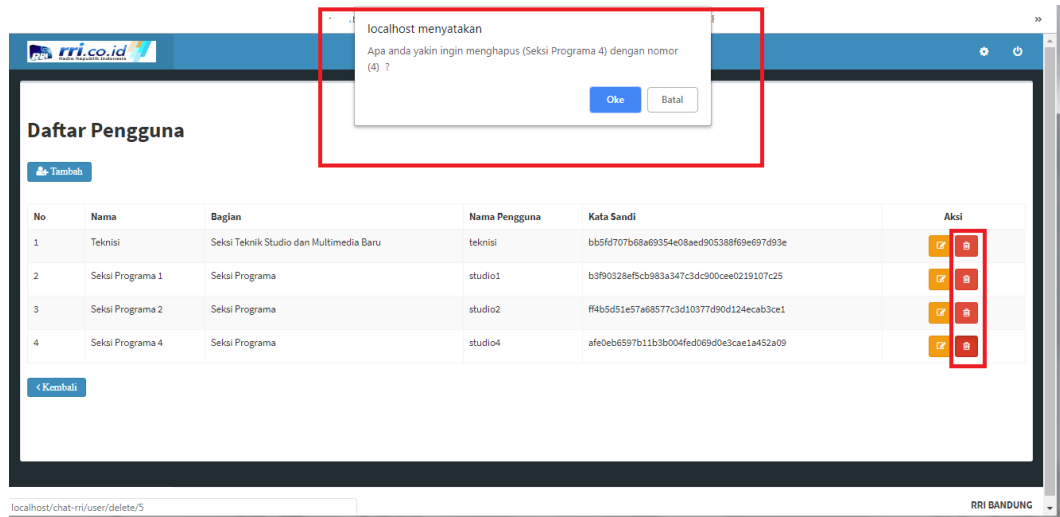 localhost menyatakan
»
Apa anda yakin ingin menghapus (Seksi Programa 4) dengan nomor
(4) ?
Oke Batal
RRI rri.co.id
Radio Republik Indonesia
Daftar Pengguna
Tambah
No Nama Bagian Nama Pengguna Kata Sandi Aksi
1 Teknisi Seksi Teknik Studio dan Multimedia Baru teknisi bb5fd707b68a69354e08aed905388f69e697d93e
2 Seksi Programa 1 Seksi Programa studio1 b3f90328ef5cb983a347c3dc900cee0219107c25
3 Seksi Programa 2 Seksi Programa studio2 ff4b5d51e57a68577c3d10377d90d124ecab3ce1
4 Seksi Programa 4 Seksi Programa studio4 afe0eb6597b11b3b004fed069d0e3cae1a452a09
< Kembali
localhost/chat-rri/user/delete/5
RRI BANDUNG